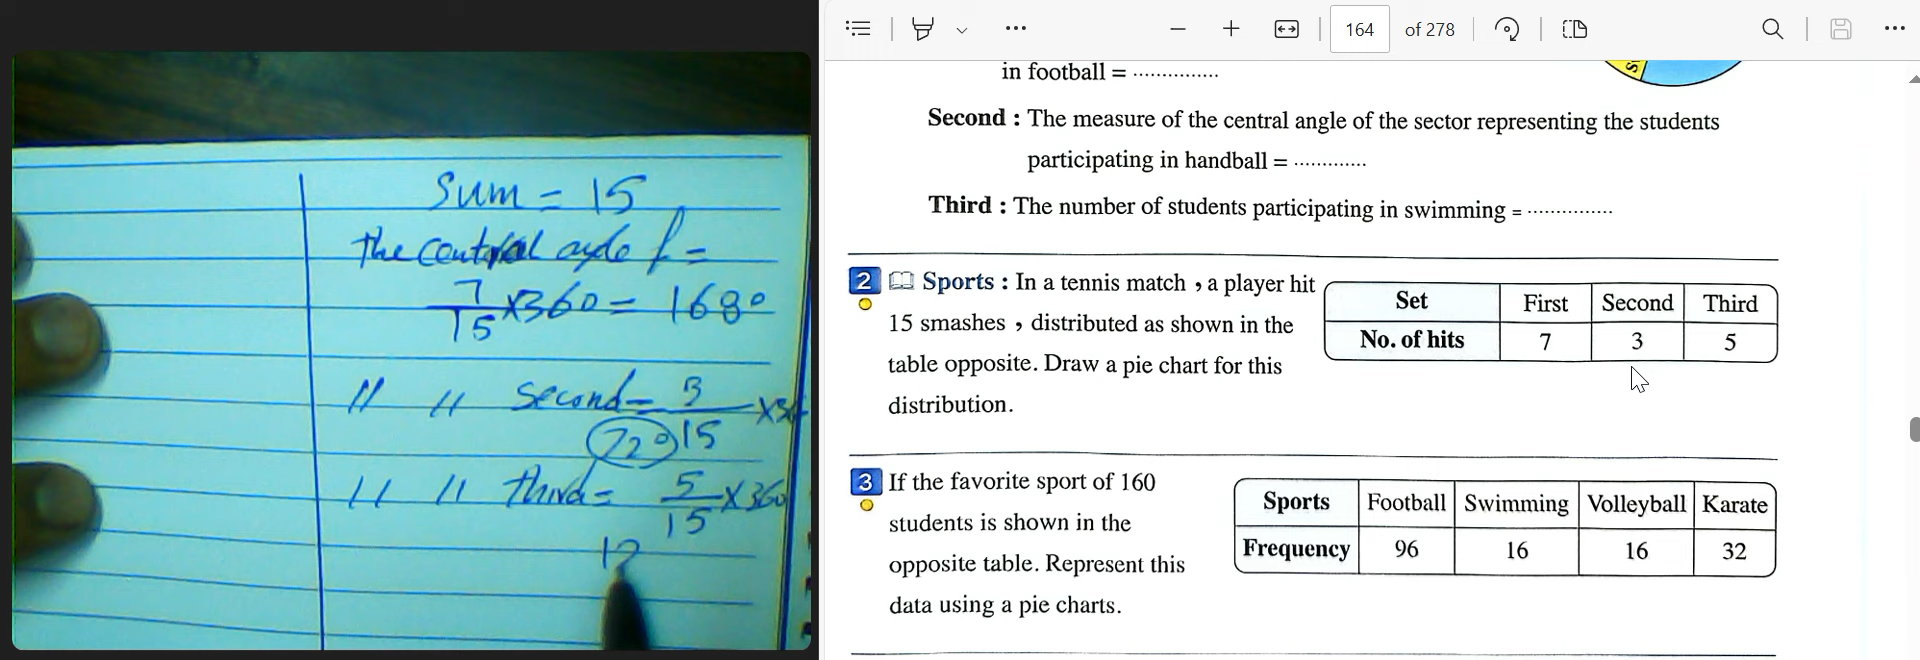 Sum = 15
The central angle f =
7/15 × 360 = 168°
// // second = 3/15 × 36
72°
// // third = 5/15 × 360
12
164 of 278
in football = ...............
Second : The measure of the central angle of the sector representing the students
participating in handball = .............
Third : The number of students participating in swimming = ...............
2 Sports : In a tennis match , a player hit
15 smashes , distributed as shown in the
table opposite. Draw a pie chart for this
distribution.
Set First Second Third
No. of hits 7 3 5
3 If the favorite sport of 160
students is shown in the
opposite table. Represent this
data using a pie charts.
Sports Football Swimming Volleyball Karate
Frequency 96 16 16 32